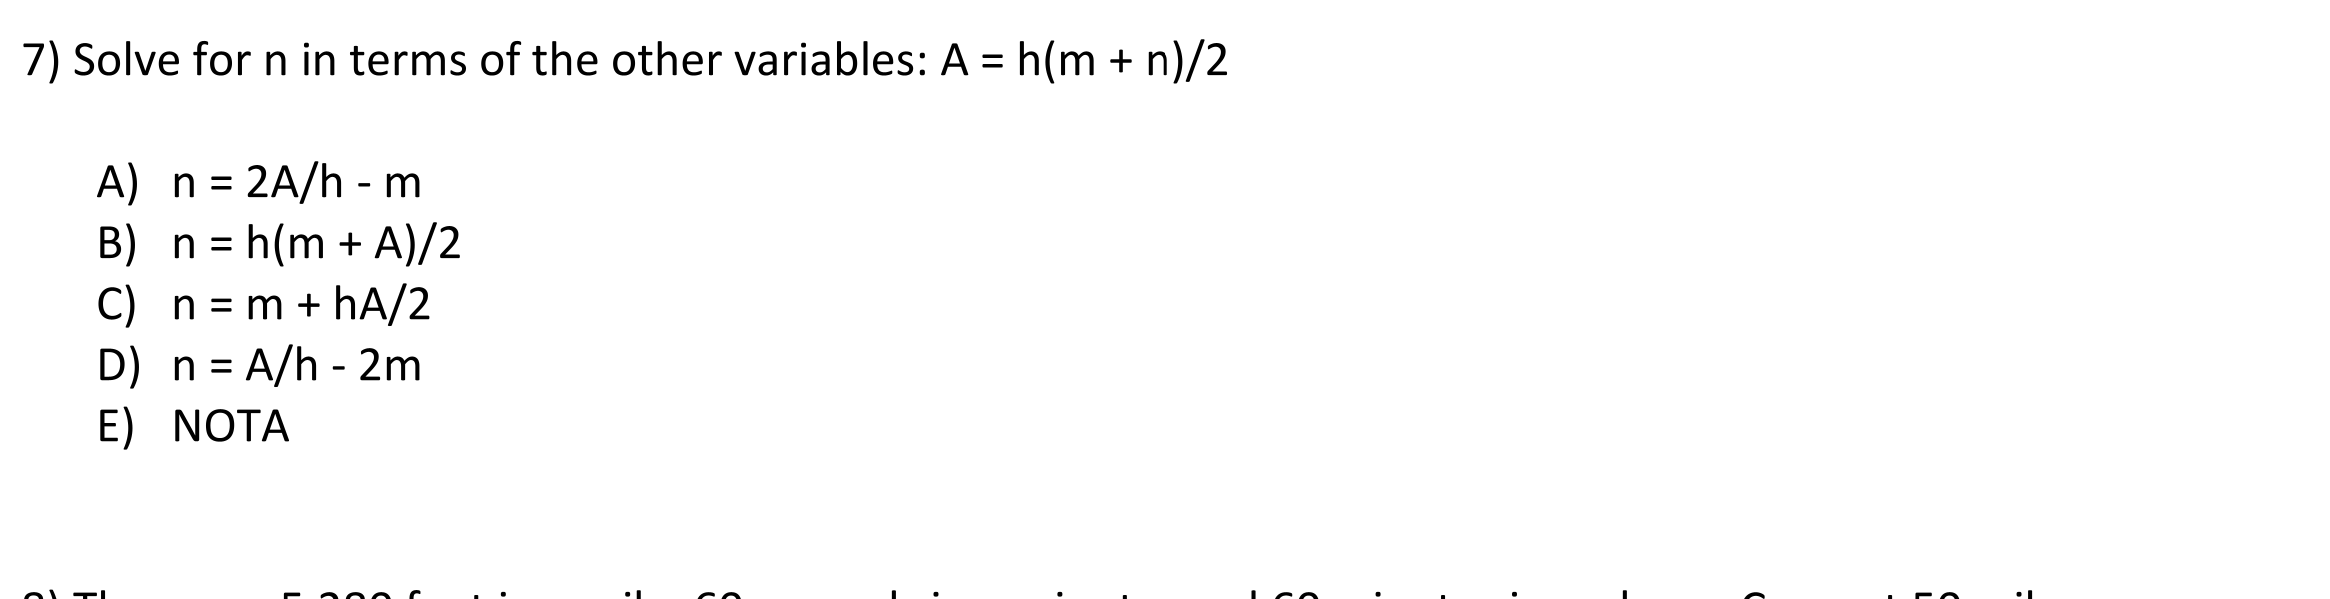 7) Solve for n in terms of the other variables: A = h(m + n)/2
A) n = 2A/h - m
B) n = h(m + A)/2
C) n = m + hA/2
D) n = A/h - 2m
E) NOTA